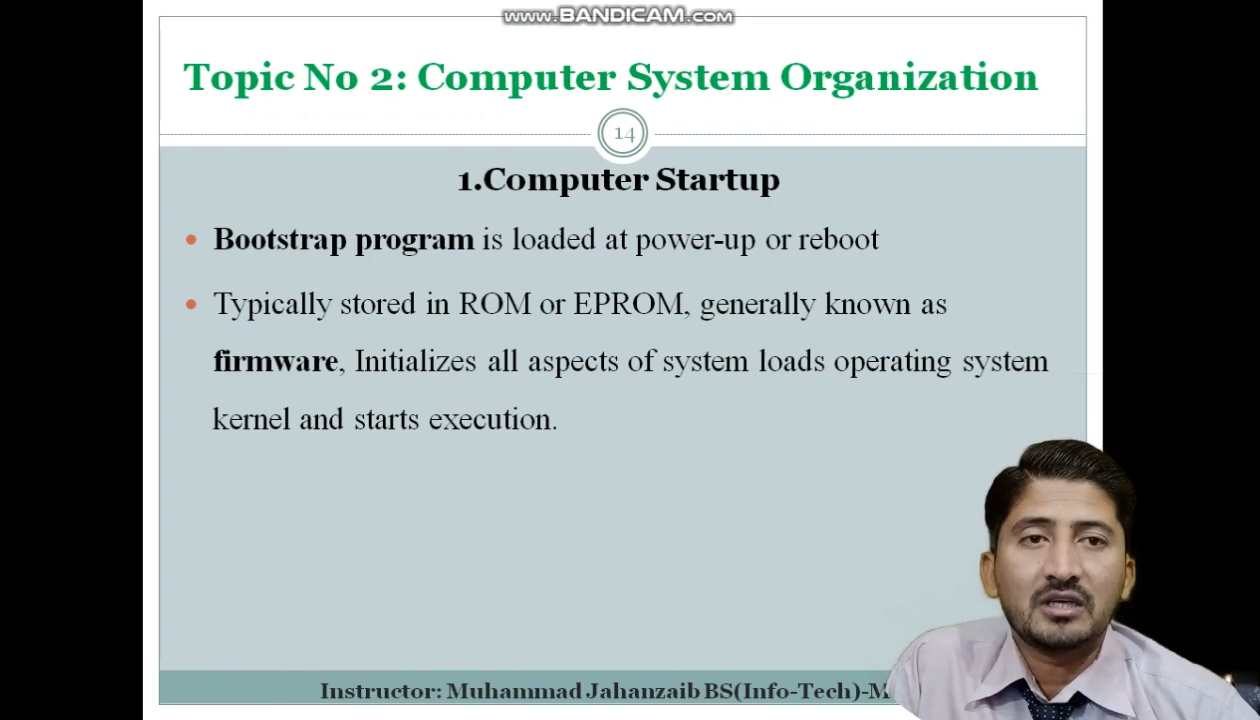 www.BANDICAM.com
Topic No 2: Computer System Organization
14
1.Computer Startup
• Bootstrap program is loaded at power-up or reboot
• Typically stored in ROM or EPROM, generally known as
firmware, Initializes all aspects of system loads operating system
kernel and starts execution.
Instructor: Muhammad Jahanzaib BS(Info-Tech)-M